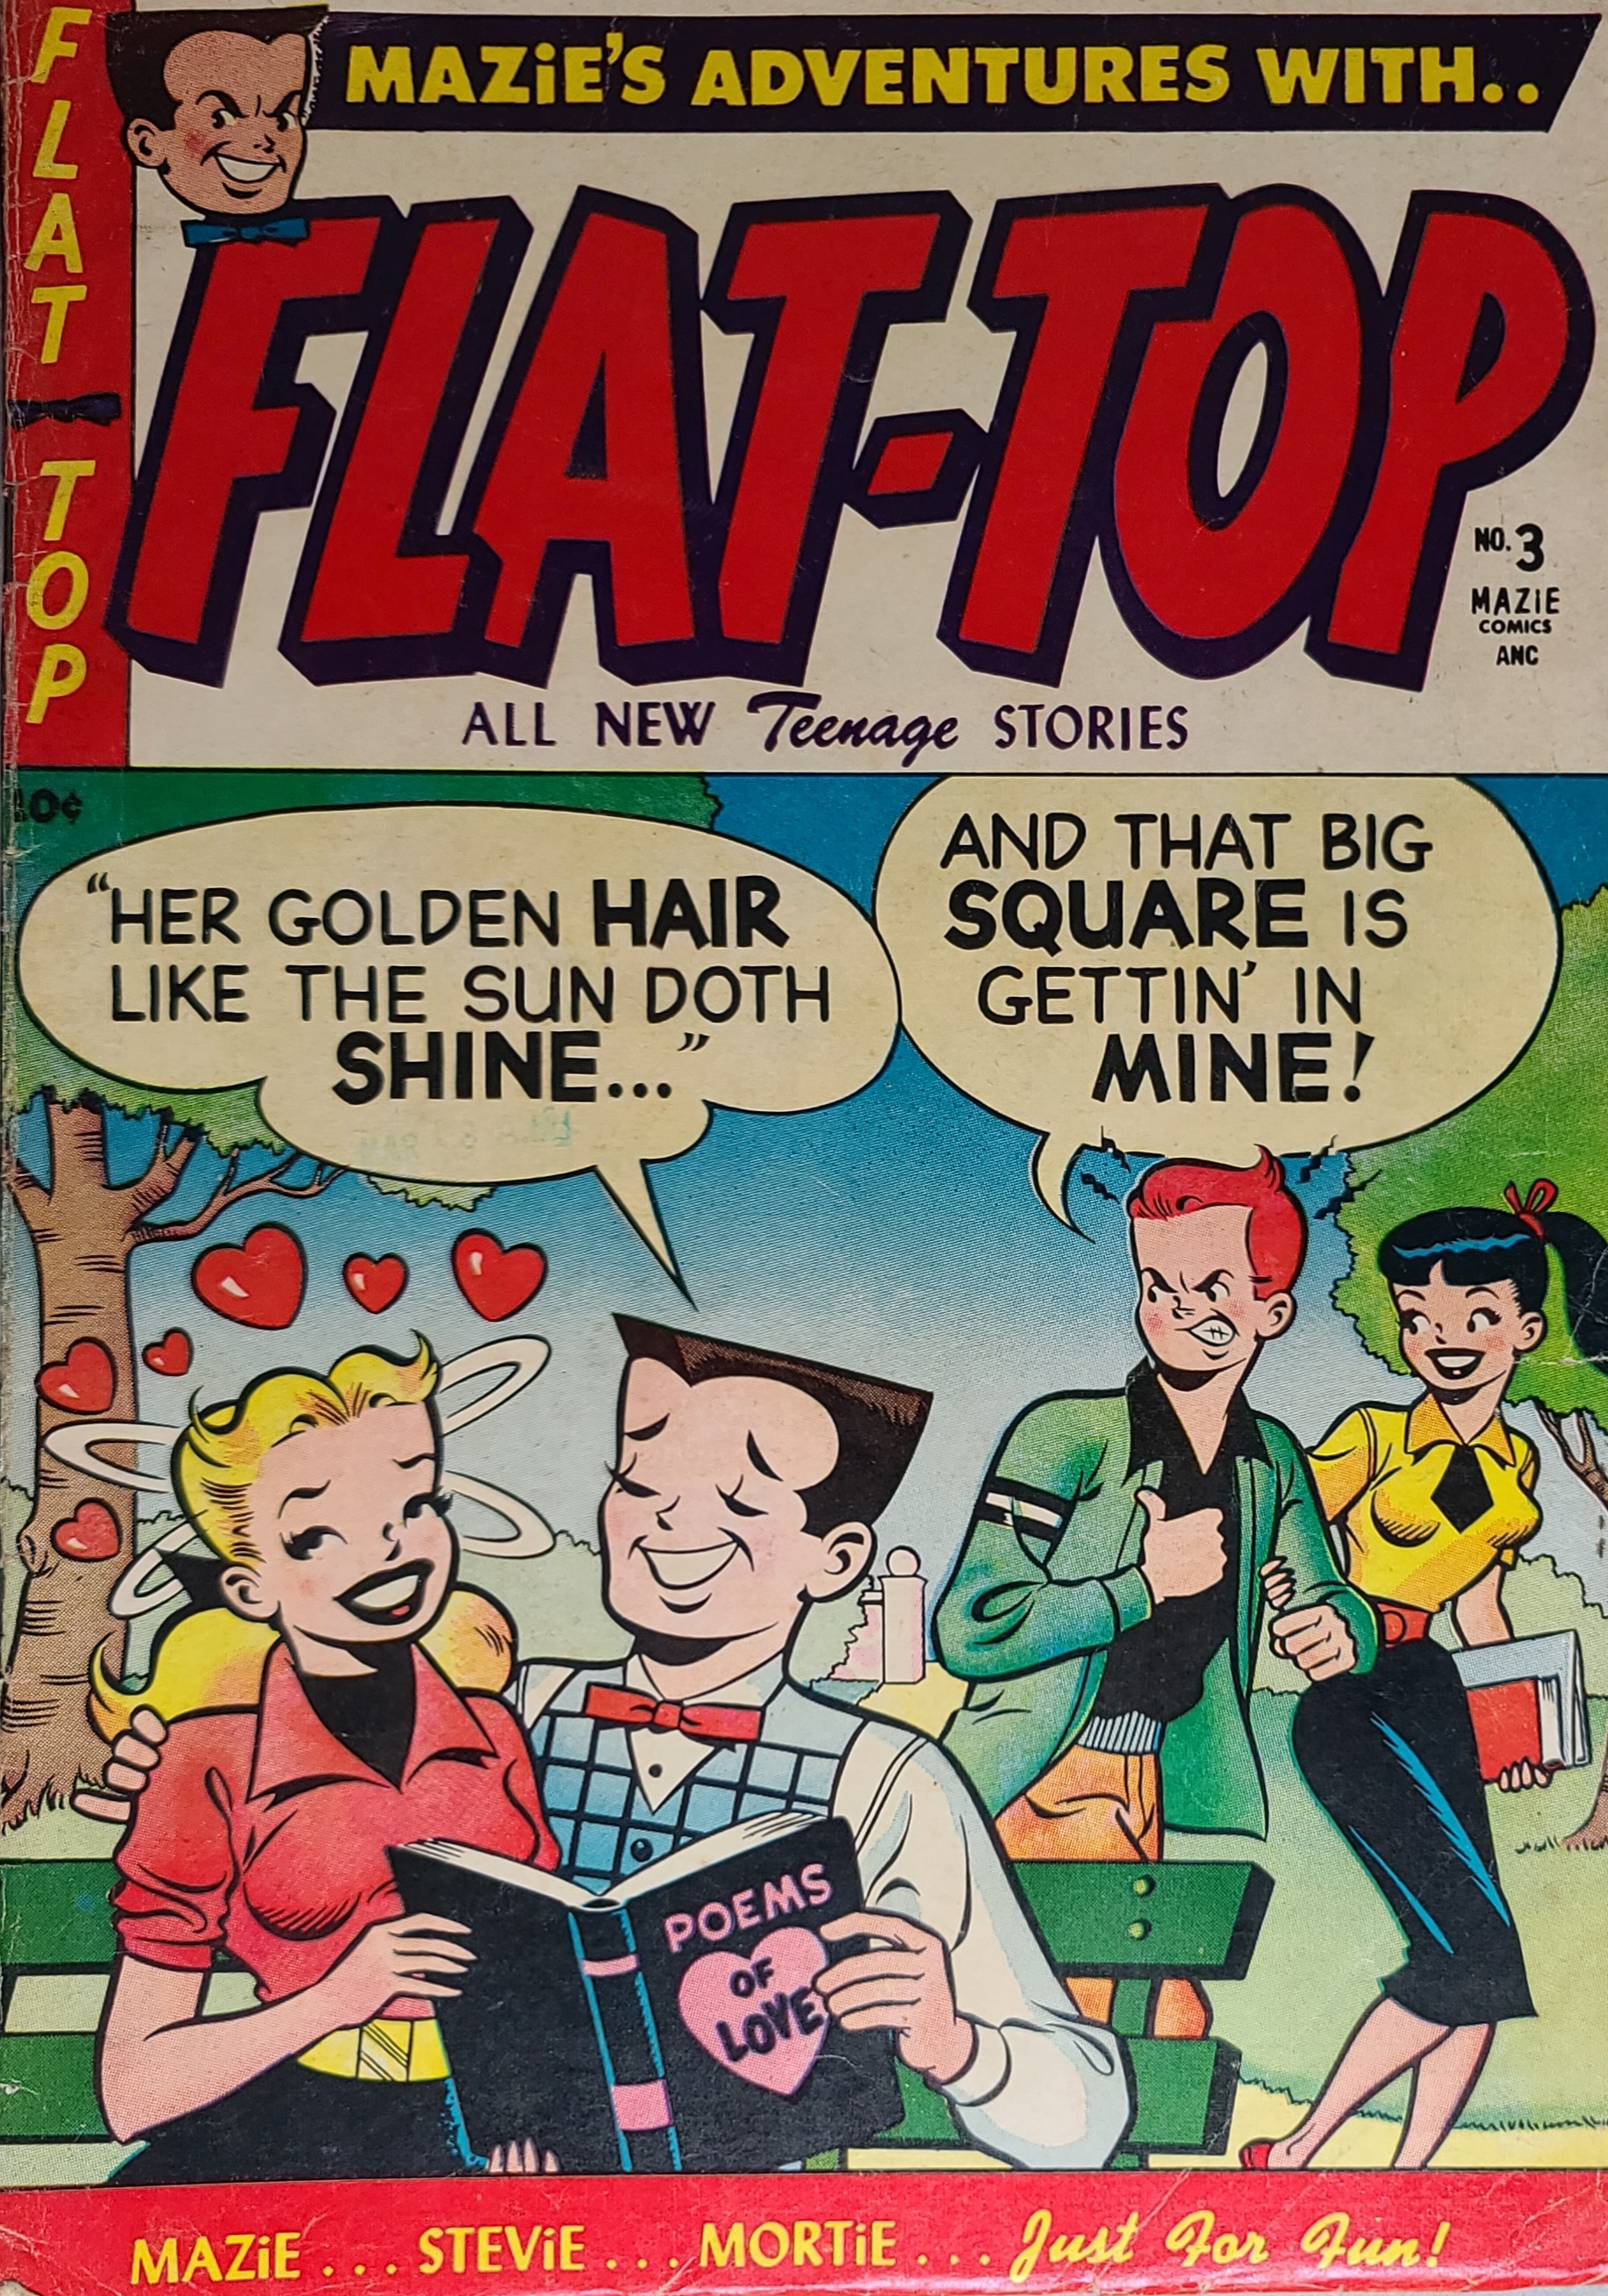 FLAT TOP
MAZiE'S ADVENTURES WITH..
FLAT-TOP
NO. 3
MAZIE
COMICS
ANC
ALL NEW Teenage STORIES
10¢
"HER GOLDEN HAIR
LIKE THE SUN DOTH
SHINE..."
AND THAT BIG
SQUARE IS
GETTIN' IN
MINE!
POEMS
OF
LOVE
MAZiE ... STEViE ... MORTiE ... Just For Fun!